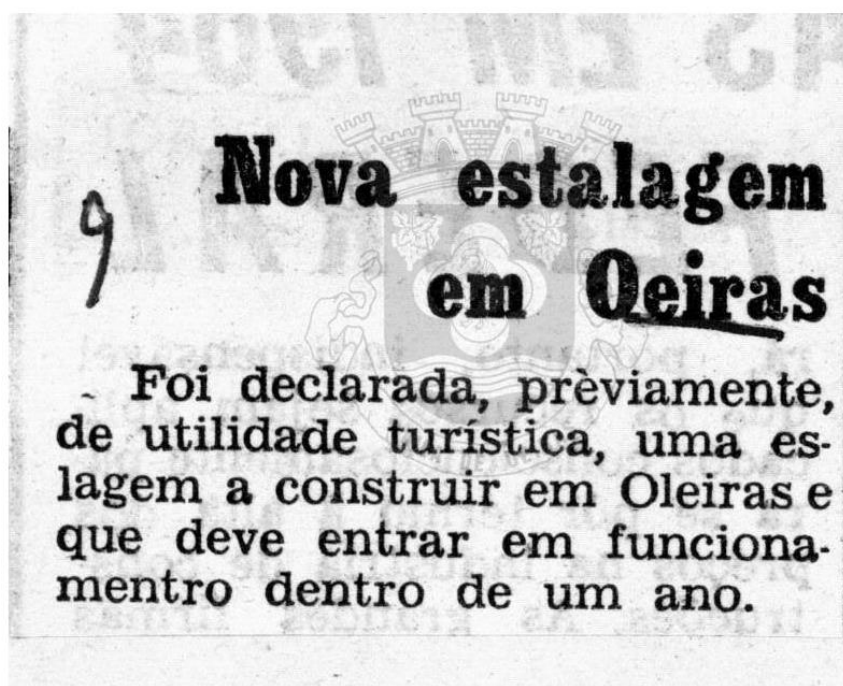 Nova estalagem
9
em Oeiras
Foi declarada, prèviamente,
de utilidade turística, uma es-
lagem a construir em Oleiras e
que deve entrar em funciona-
mentro dentro de um ano.